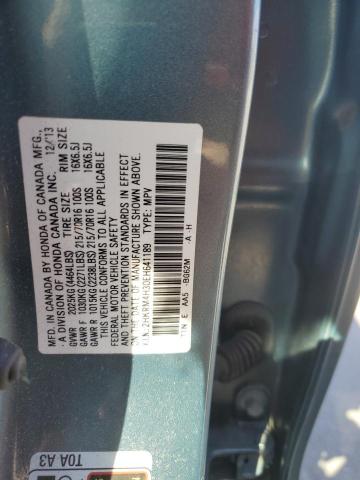 MFD. IN CANADA BY HONDA OF CANADA MFG., 12/13
- A DIVISION OF HONDA CANADA INC.
TIRE SIZE RIM SIZE
GVWR 2025KG (4464LBS)
GAWR F 1030KG (2271LBS) 215/70R16 100S 16X6.5J
GAWR R 1015KG (2238LBS) 215/70R16 100S 16X6.5J
THIS VEHICLE CONFORMS TO ALL APPLICABLE
FEDERAL MOTOR VEHICLE SAFETY
AND THEFT PREVENTION STANDARDS IN EFFECT
ON THE DATE OF MANUFACTURE SHOWN ABOVE.
2HKRM4H30EH641189 TYPE: MPV
E AA5 -BG62M -A -H
T0A A3